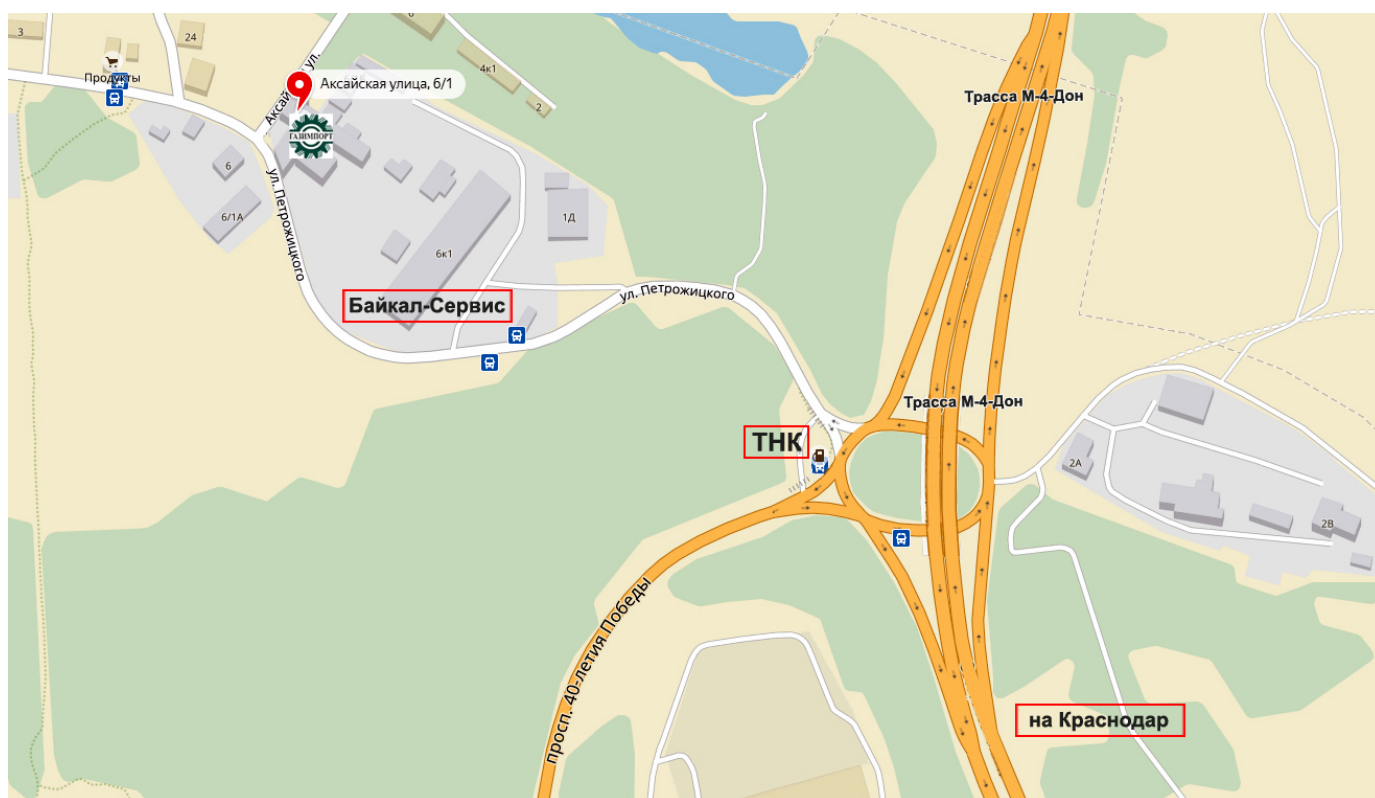 3
24
6
4к1
2
Продукты
Аксайская ул.
Аксайская улица, 6/1
ГАЗИМПОРТ
Трасса М-4-Дон
6
6/1А
1Д
6к1
ул. Петрожицкого
ул. Петрожицкого
Байкал-Сервис
Трасса М-4-Дон
ТНК
2А
2В
просп. 40-летия Победы
на Краснодар